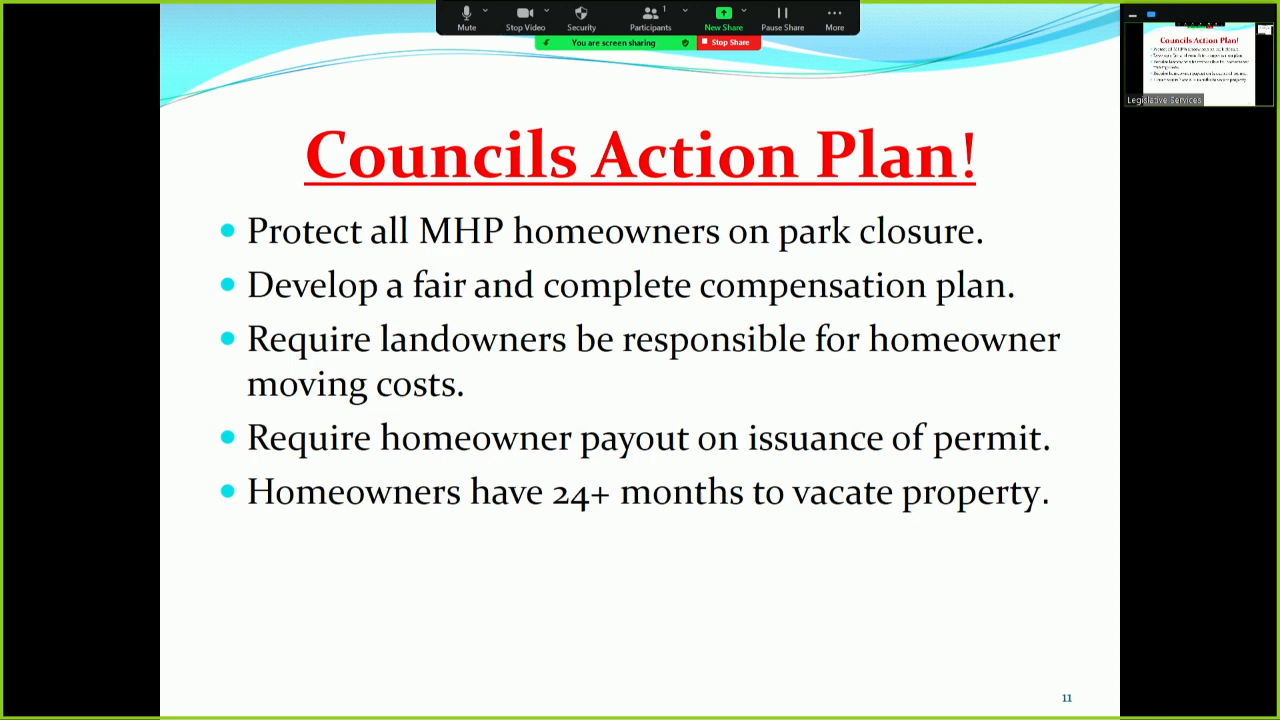 Mute
Stop Video
Security
1
Participants
New Share
Pause Share
More
You are screen sharing
Stop Share
Councils Action Plan!
Protect all MHP homeowners on park closure.
Develop a fair and complete compensation plan.
Require landowners be responsible for homeowner
moving costs.
Require homeowner payout on issuance of permit.
Homeowners have 24+ months to vacate property.
11
Councils Action Plan!
Legislative Services